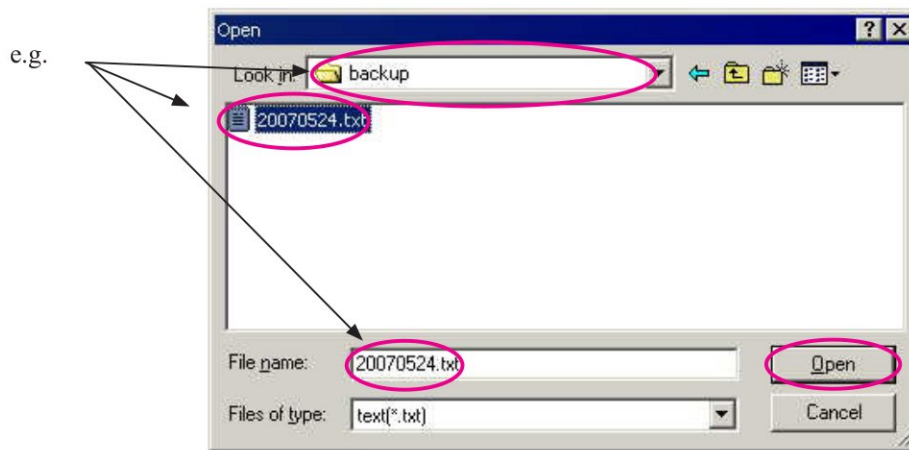 Open
e.g.
Look in: backup
20070524.txt
File name: 20070524.txt Open
Files of type: text(*.txt) Cancel